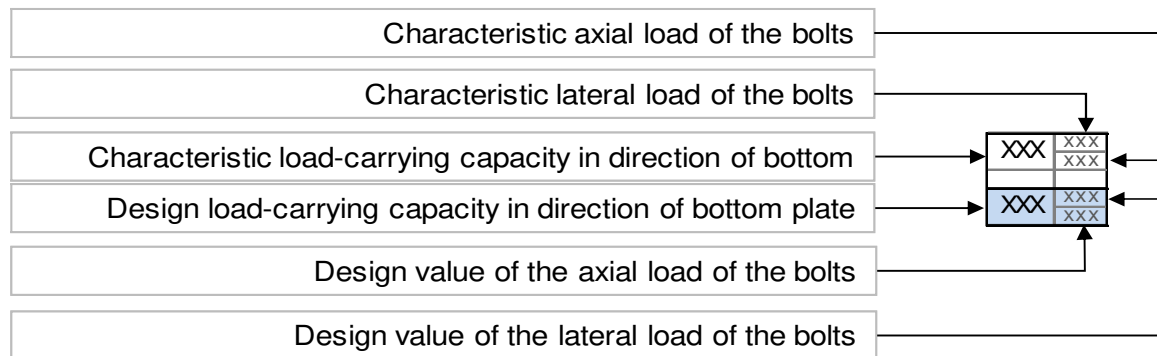 Characteristic axial load of the bolts
Characteristic lateral load of the bolts
Characteristic load-carrying capacity in direction of bottom
Design load-carrying capacity in direction of bottom plate
Design value of the axial load of the bolts
Design value of the lateral load of the bolts
XXX xxx
xxx
XXX xxx
xxx